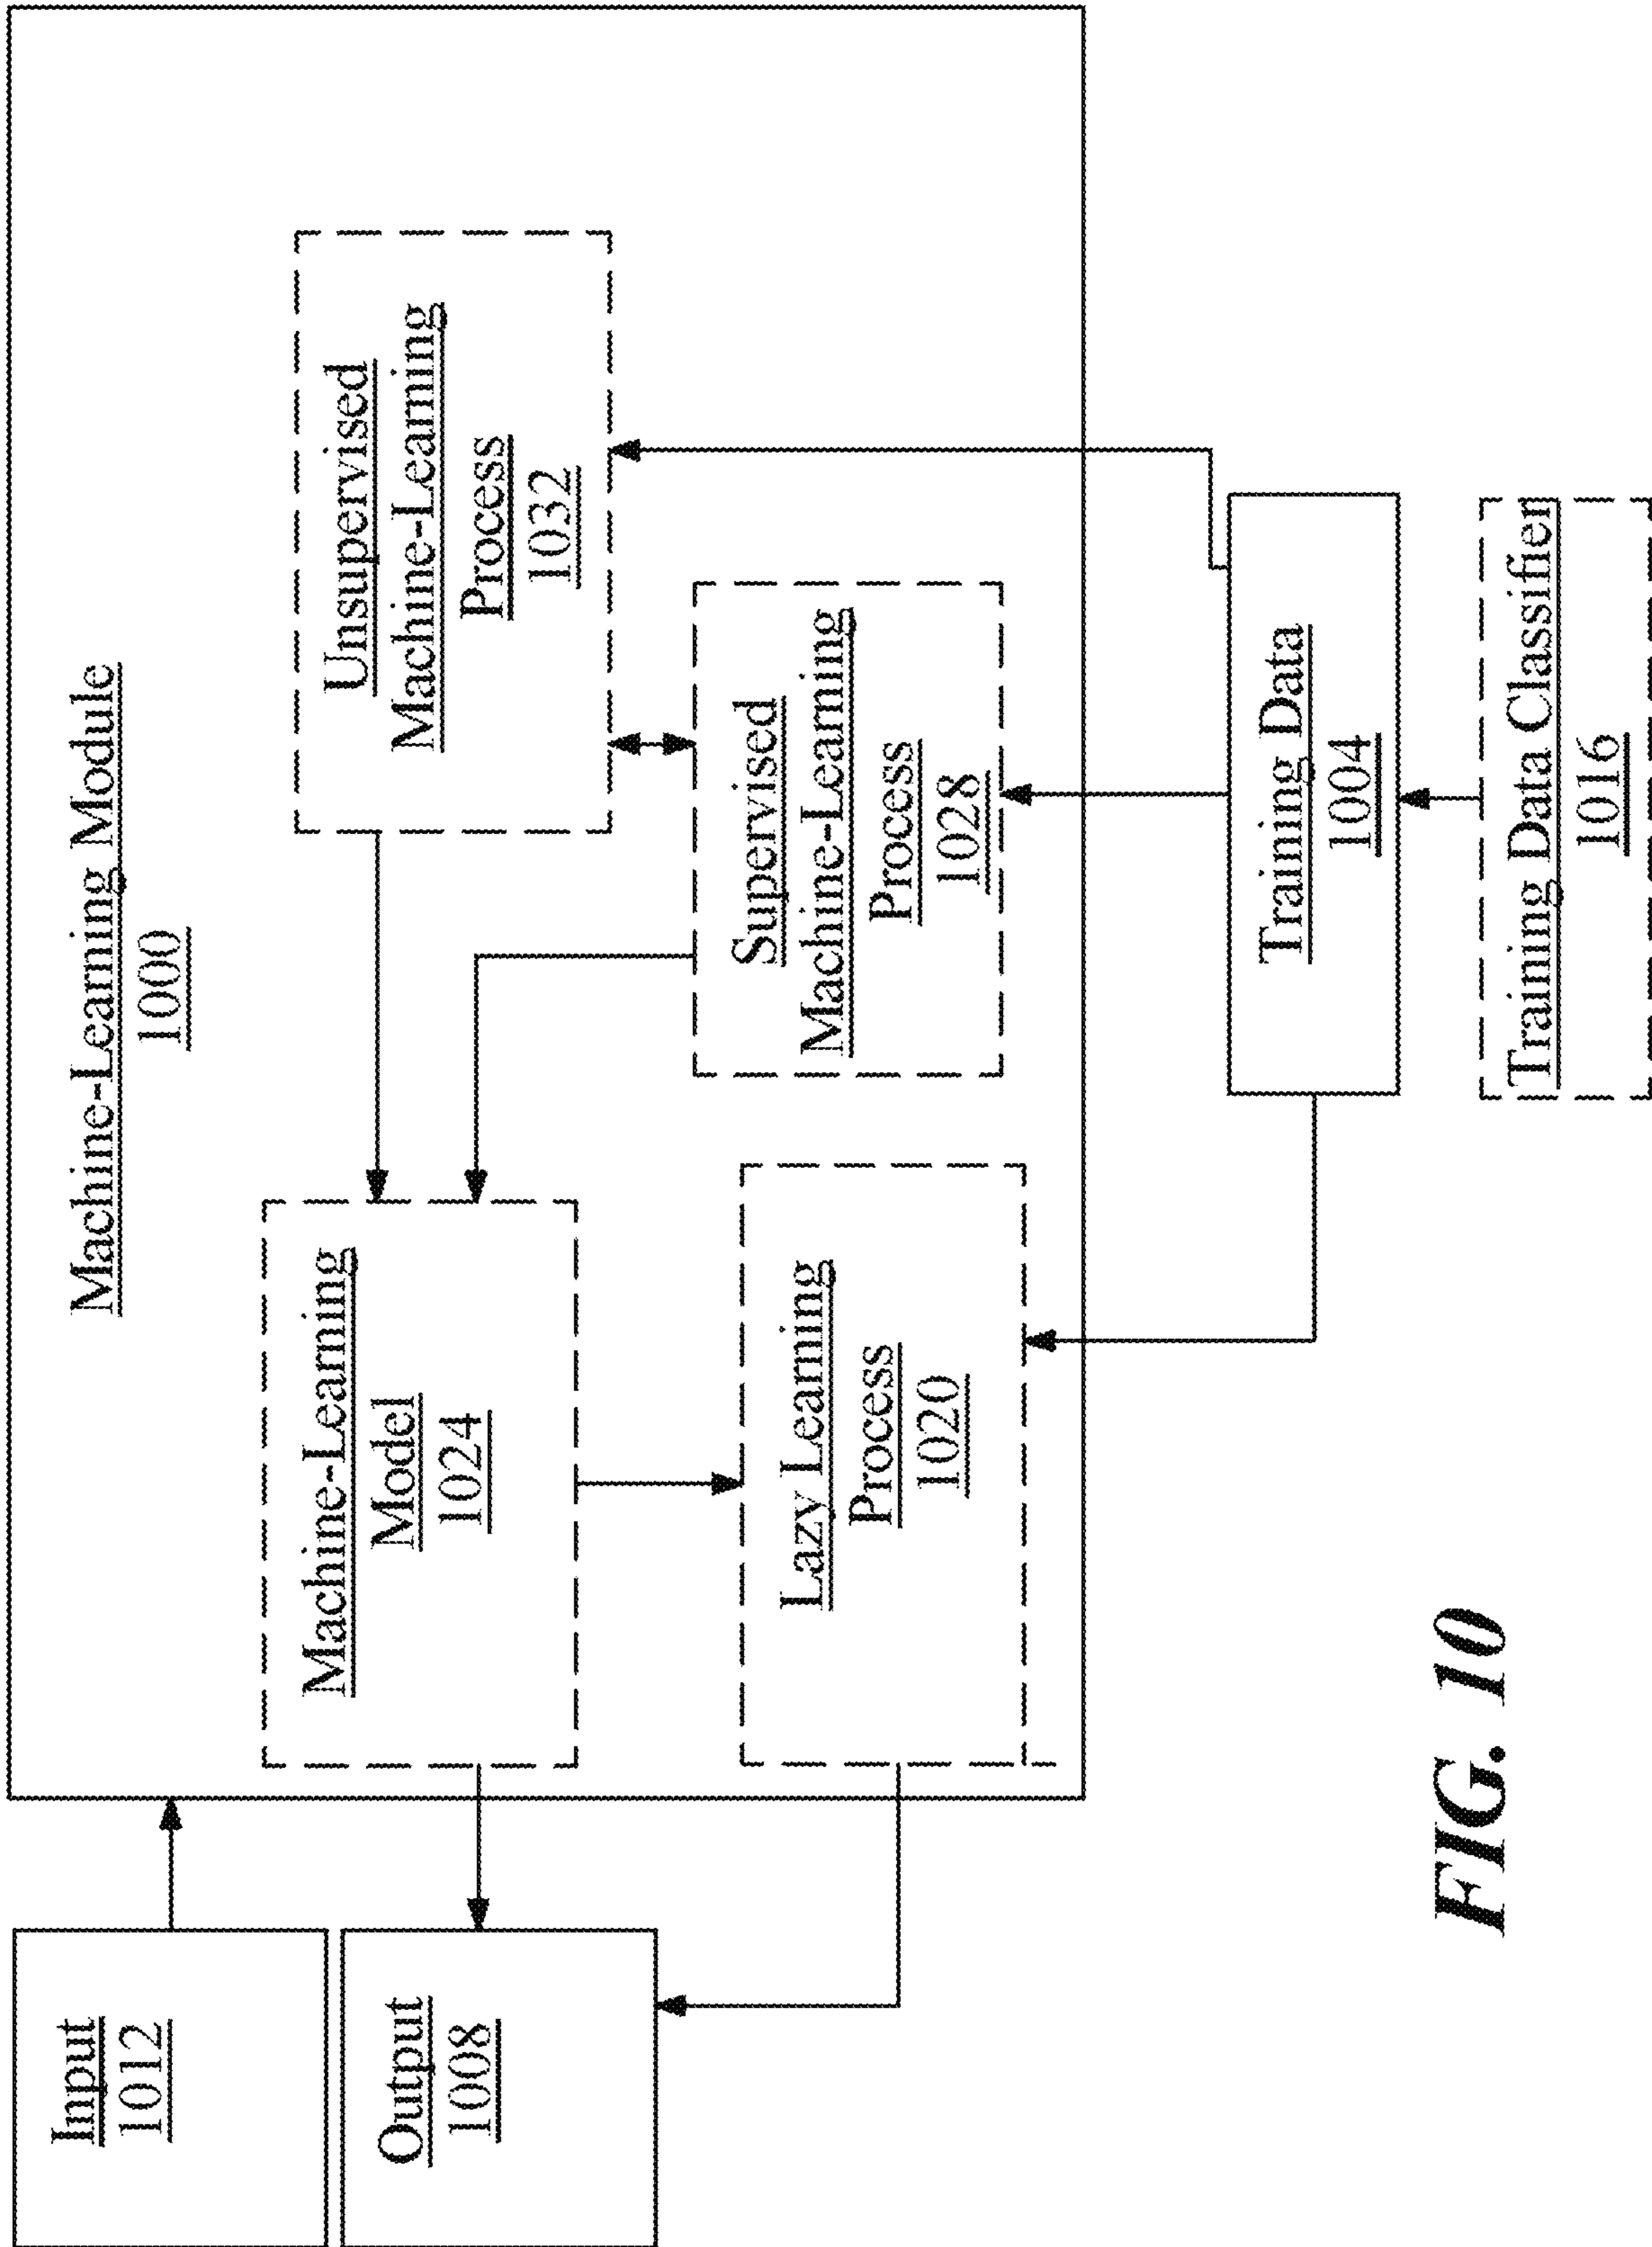 Machine-Learning Module
1000
Input
1012
Output
1008
Machine-Learning
Model
1024
Unsupervised
Machine-Learning
Process
1032
Supervised
Machine-Learning
Process
1028
Lazy Learning
Process
1020
Training Data
1004
Training Data Classifier
1016
FIG. 10